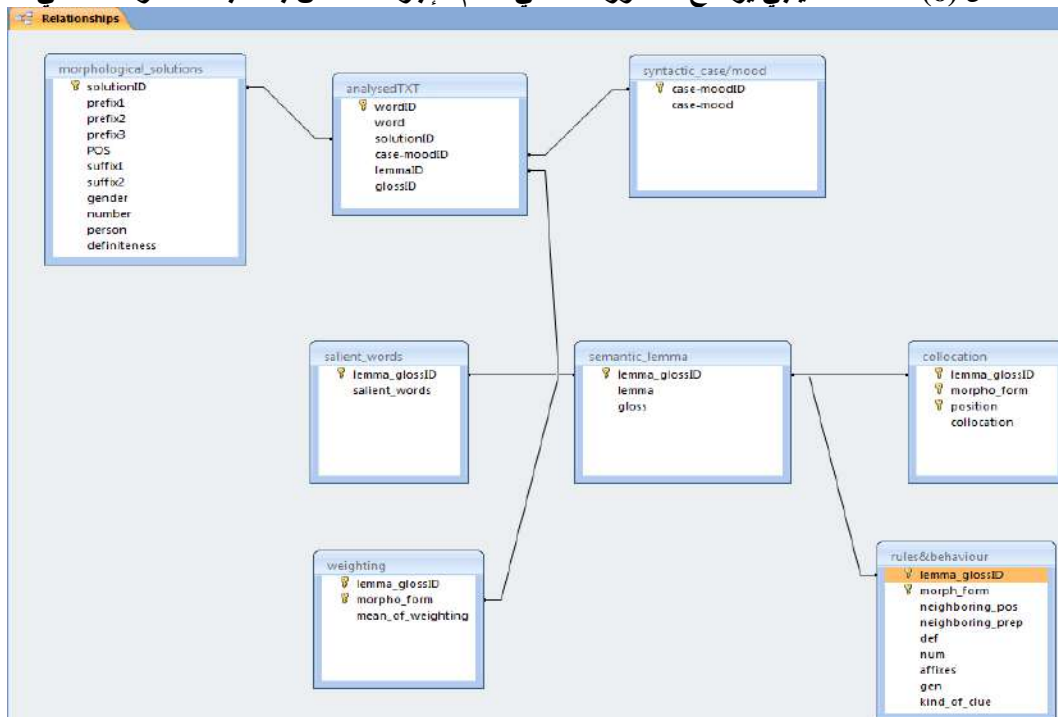 Relationships
morphological_solutions
solutionID
prefix1
prefix2
prefix3
POS
suffix1
suffix2
gender
number
person
definiteness
analysedTXT
wordID
word
solutionID
case-moodID
lemmaID
glossID
syntactic_case/mood
case-moodID
case-mood
salient_words
lemma_glossID
salient_words
semantic_lemma
lemma_glossID
lemma
gloss
collocation
lemma_glossID
morpho_form
position
collocation
weighting
lemma_glossID
morpho_form
mean_of_weighting
rules&behaviour
lemma_glossID
morph_form
neighboring_pos
neighboring_prep
def
num
affixes
gen
kind_of_clue